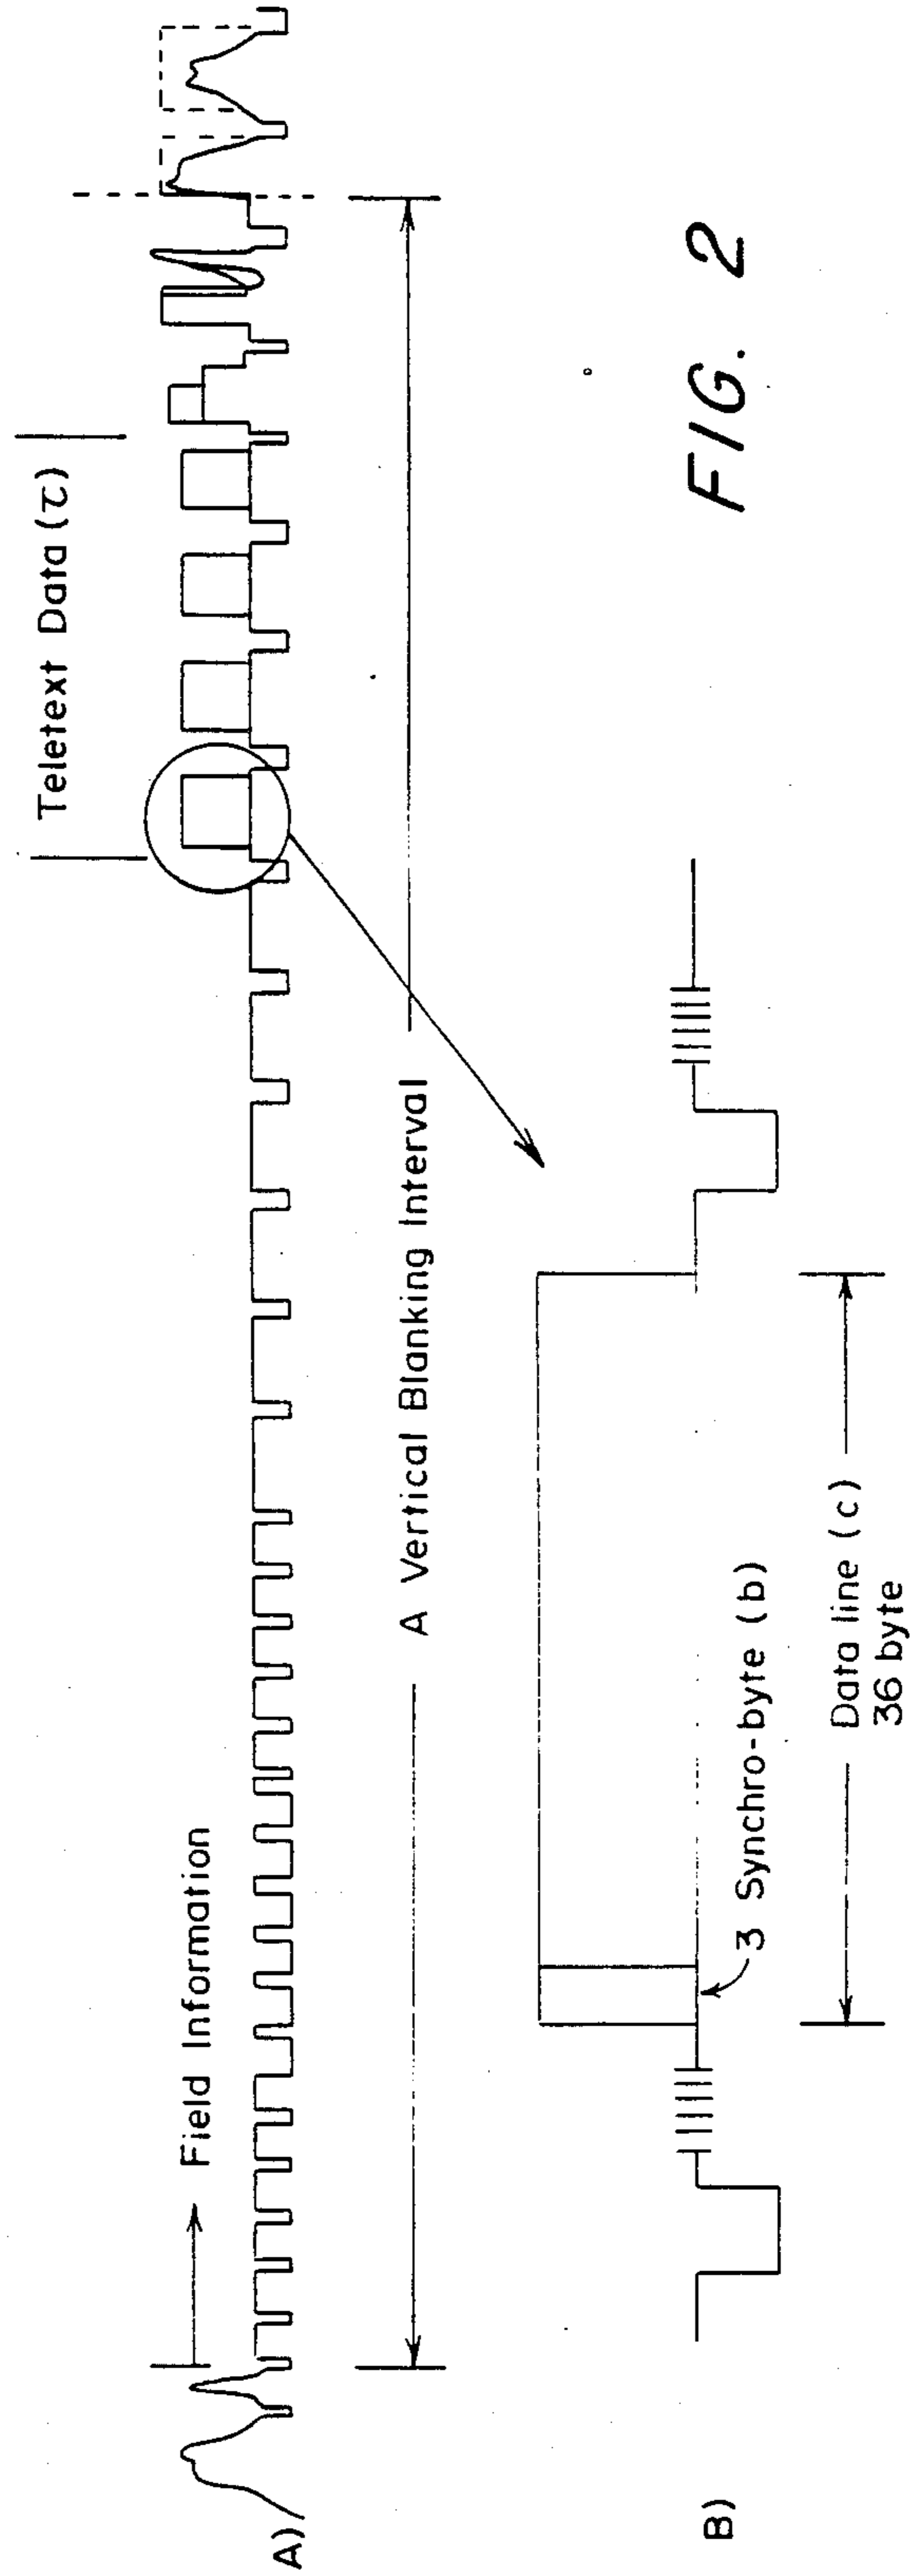 A)
Field Information
Teletext Data (τ)
A Vertical Blanking Interval
B)
3 Synchro-byte (b)
Data line (c)
36 byte
FIG. 2